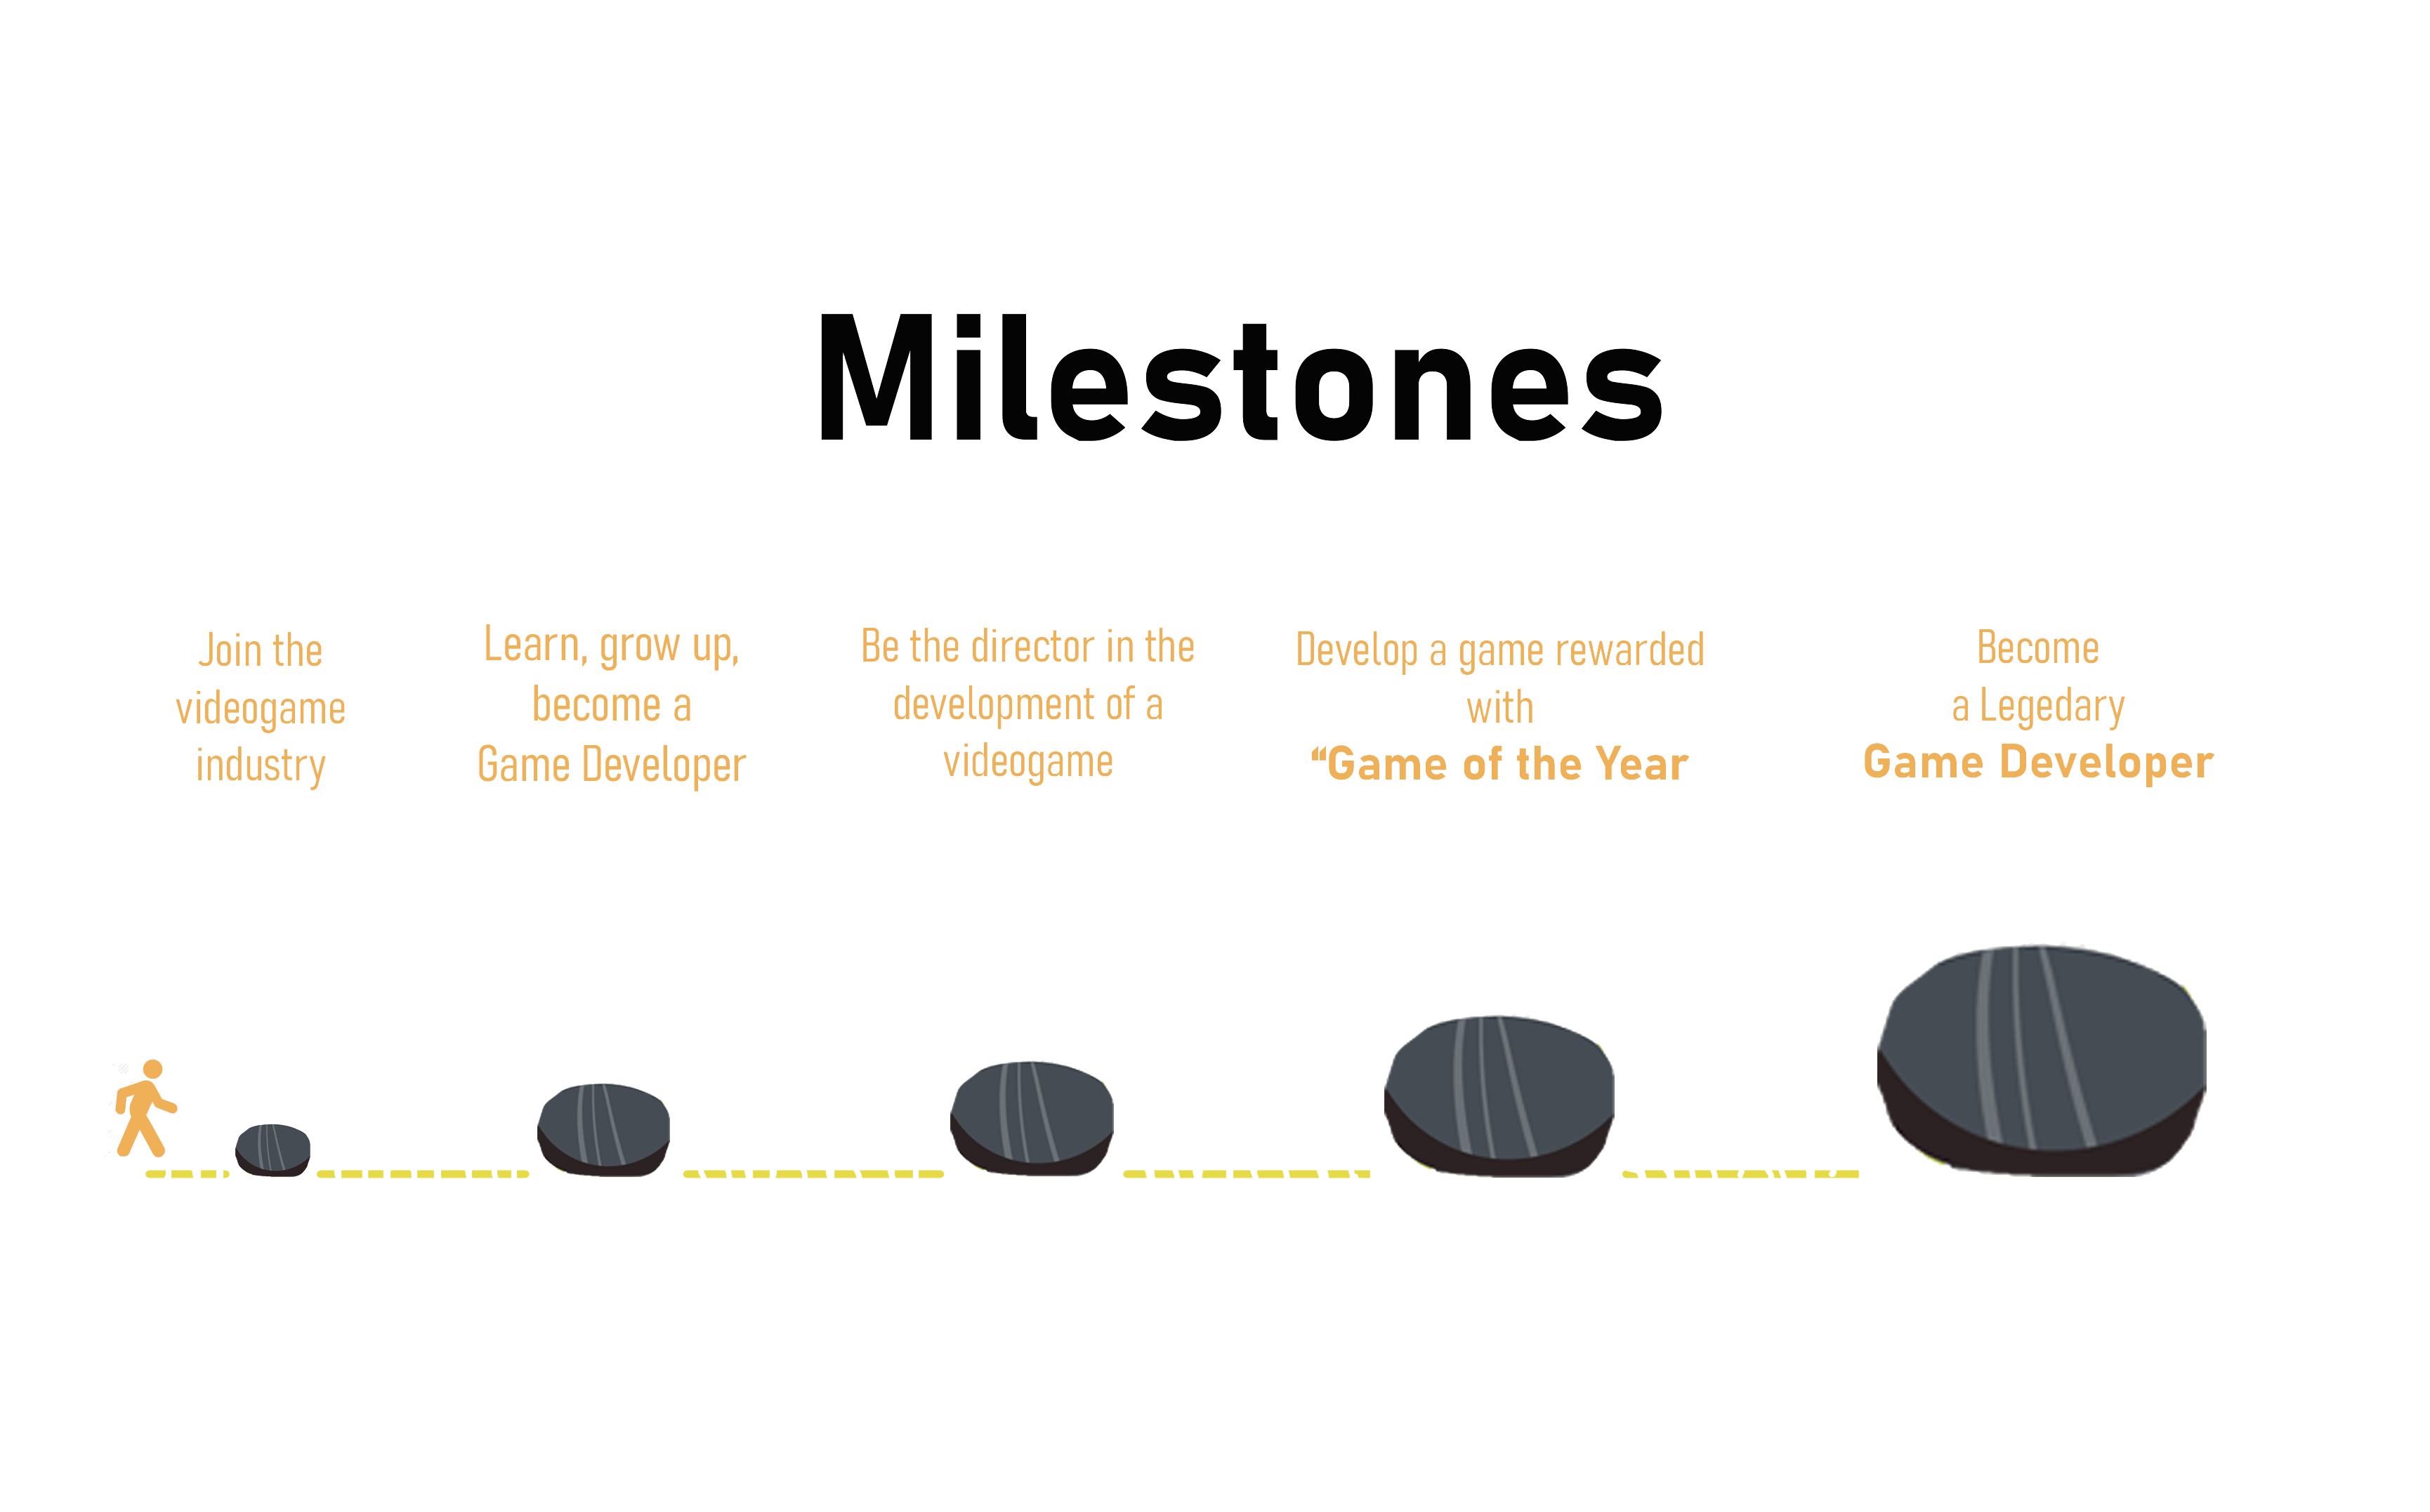 Milestones
Join the
videogame
industry
Learn, grow up,
become a
Game Developer
Be the director in the
development of a
videogame
Develop a game rewarded
with
“Game of the Year
Become
a Legedary
Game Developer